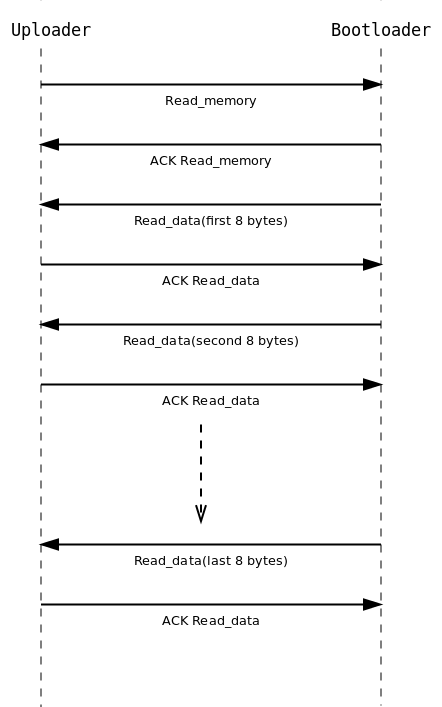 Uploader Bootloader
Read_memory
ACK Read_memory
Read_data(first 8 bytes)
ACK Read_data
Read_data(second 8 bytes)
ACK Read_data
Read_data(last 8 bytes)
ACK Read_data